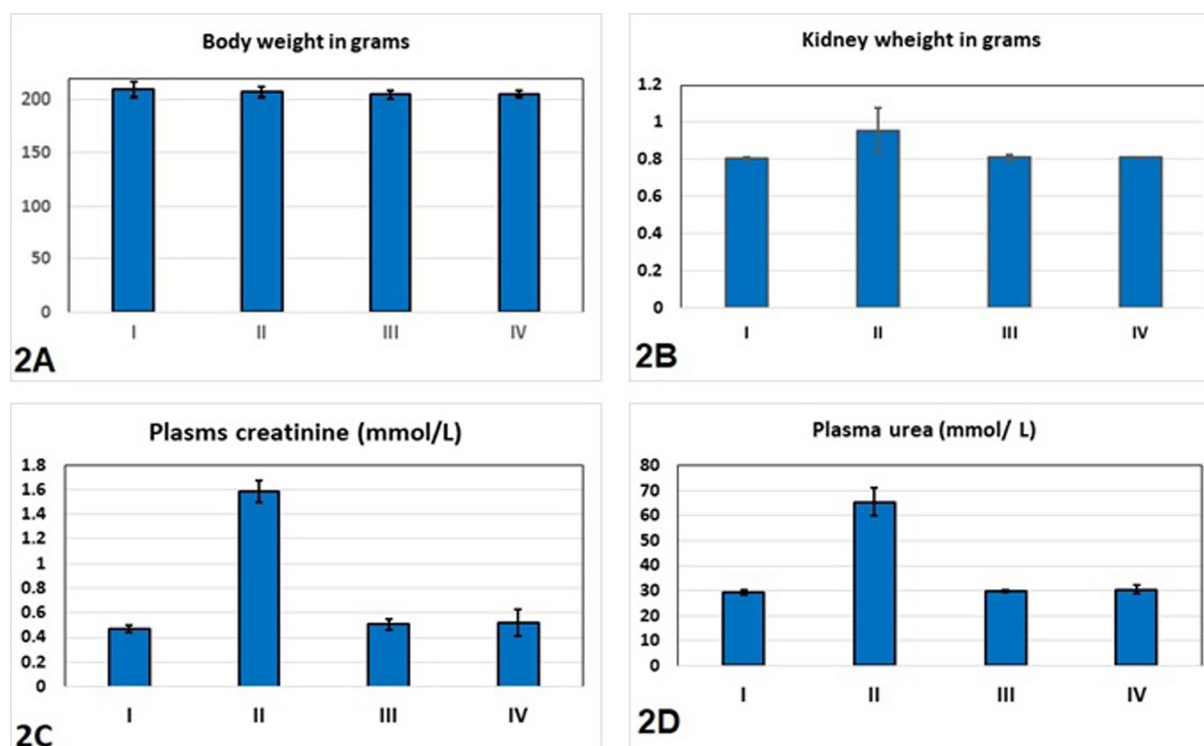 Body weight in grams
200
150
100
50
0
I II III IV
2A
Kidney wheight in grams
1.2
1
0.8
0.6
0.4
0.2
0
I II III IV
2B
Plasms creatinine (mmol/L)
1.8
1.6
1.4
1.2
1
0.8
0.6
0.4
0.2
0
I II III IV
2C
Plasma urea (mmol/ L)
80
70
60
50
40
30
20
10
0
I II III IV
2D